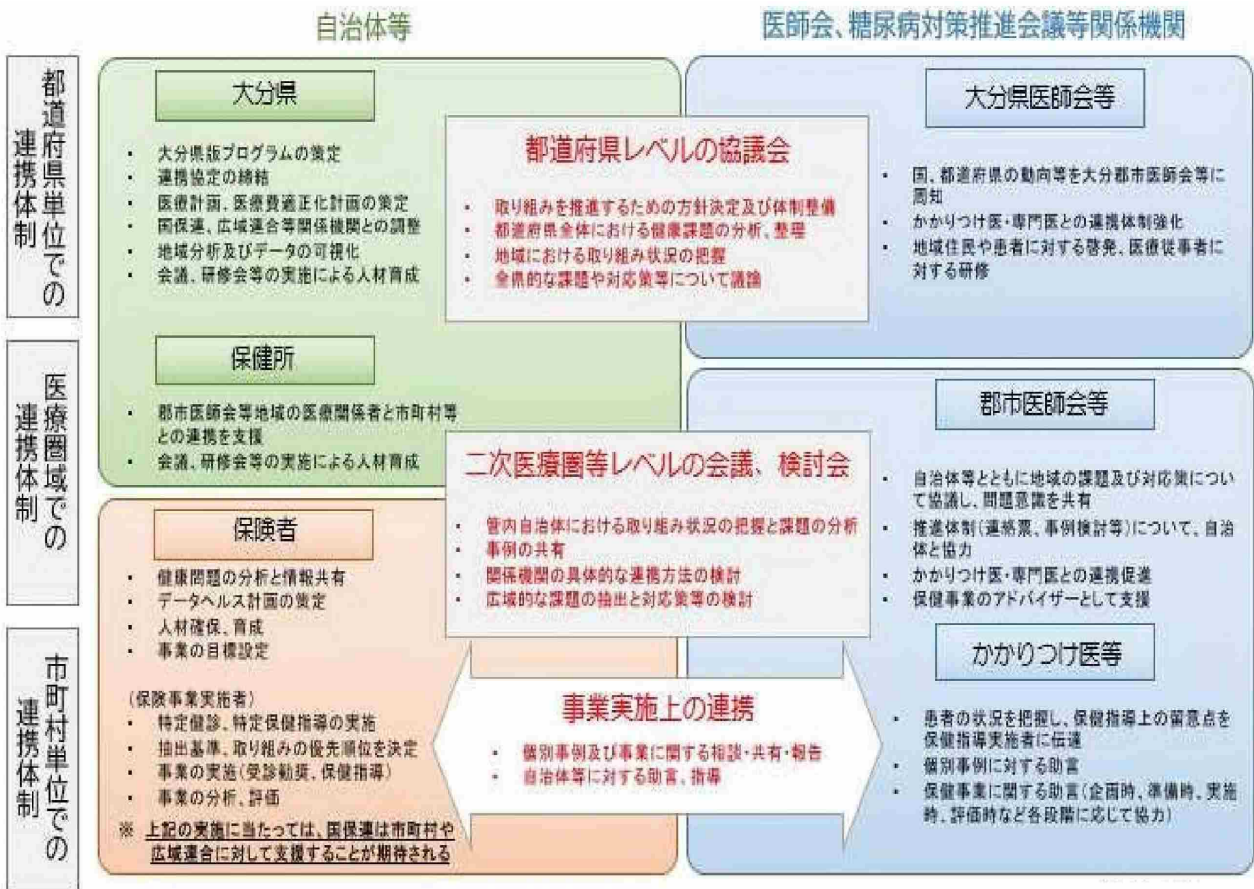 自治体等
医師会、糖尿病対策推進会議等関係機関
都道府県単位での
連携体制
大分県
・ 大分県版プログラムの策定
・ 連携協定の締結
・ 医療計画、医療費適正化計画の策定
・ 国保連、広域連合等関係機関との調整
・ 地域分析及びデータの可視化
・ 会議、研修会等の実施による人材育成
都道府県レベルの協議会
・ 取り組みを推進するための方針決定及び体制整備
・ 都道府県全体における健康課題の分析、整理
・ 地域における取り組み状況の把握
・ 全県的な課題や対応策等について議論
大分県医師会等
・ 国、都道府県の動向等を大分郡市医師会等に
周知
・ かかりつけ医・専門医との連携体制強化
・ 地域住民や患者に対する啓発、医療従事者に
対する研修
医療圏域での
連携体制
保健所
・ 郡市医師会等地域の医療関係者と市町村等
との連携を支援
・ 会議、研修会等の実施による人材育成
二次医療圏等レベルの会議、検討会
・ 管内自治体における取り組み状況の把握と課題の分析
・ 事例の共有
・ 関係機関の具体的な連携方法の検討
・ 広域的な課題の抽出と対応策等の検討
郡市医師会等
・ 自治体等とともに地域の課題及び対応策につい
て協議し、問題意識を共有
・ 推進体制(連絡票、事例検討等)について、自治
体と協力
・ かかりつけ医・専門医との連携促進
・ 保健事業のアドバイザーとして支援
保険者
・ 健康問題の分析と情報共有
・ データヘルス計画の策定
・ 人材確保、育成
・ 事業の目標設定
市町村単位での
連携体制
(保険事業実施者)
・ 特定健診、特定保健指導の実施
・ 抽出基準、取り組みの優先順位を決定
・ 事業の実施(受診勧奨、保健指導)
・ 事業の分析、評価
※ 上記の実施に当たっては、国保連は市町村や
広域連合に対して支援することが期待される
事業実施上の連携
・ 個別事例及び事業に関する相談・共有・報告
・ 自治体等に対する助言、指導
かかりつけ医等
・ 患者の状況を把握し、保健指導上の留意点を
保健指導実施者に伝達
・ 個別事例に対する助言
・ 保健事業に関する助言(企画時、準備時、実施
時、評価時など各段階に応じて協力)